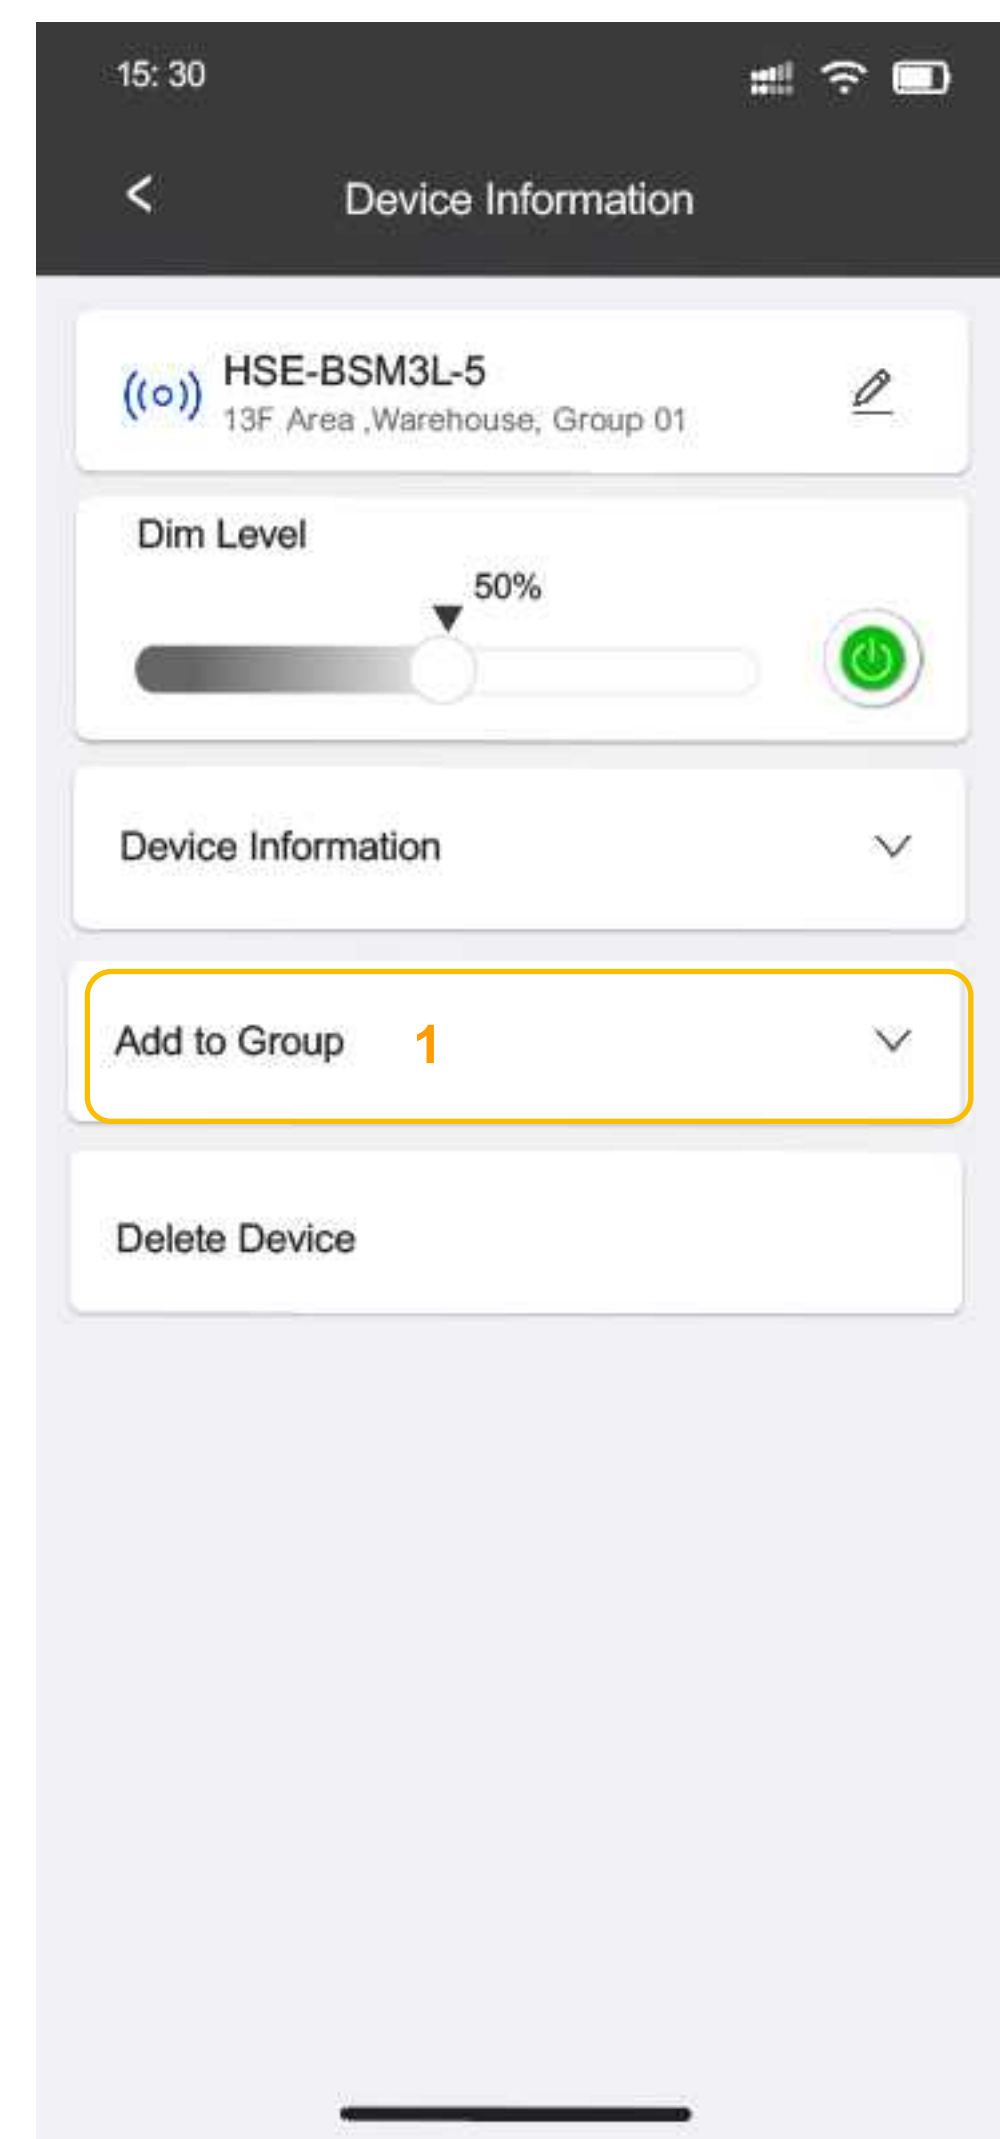 15: 30
Device Information
HSE-BSM3L-5
13F Area ,Warehouse, Group 01
Dim Level
50%
Device Information
Add to Group 1
Delete Device